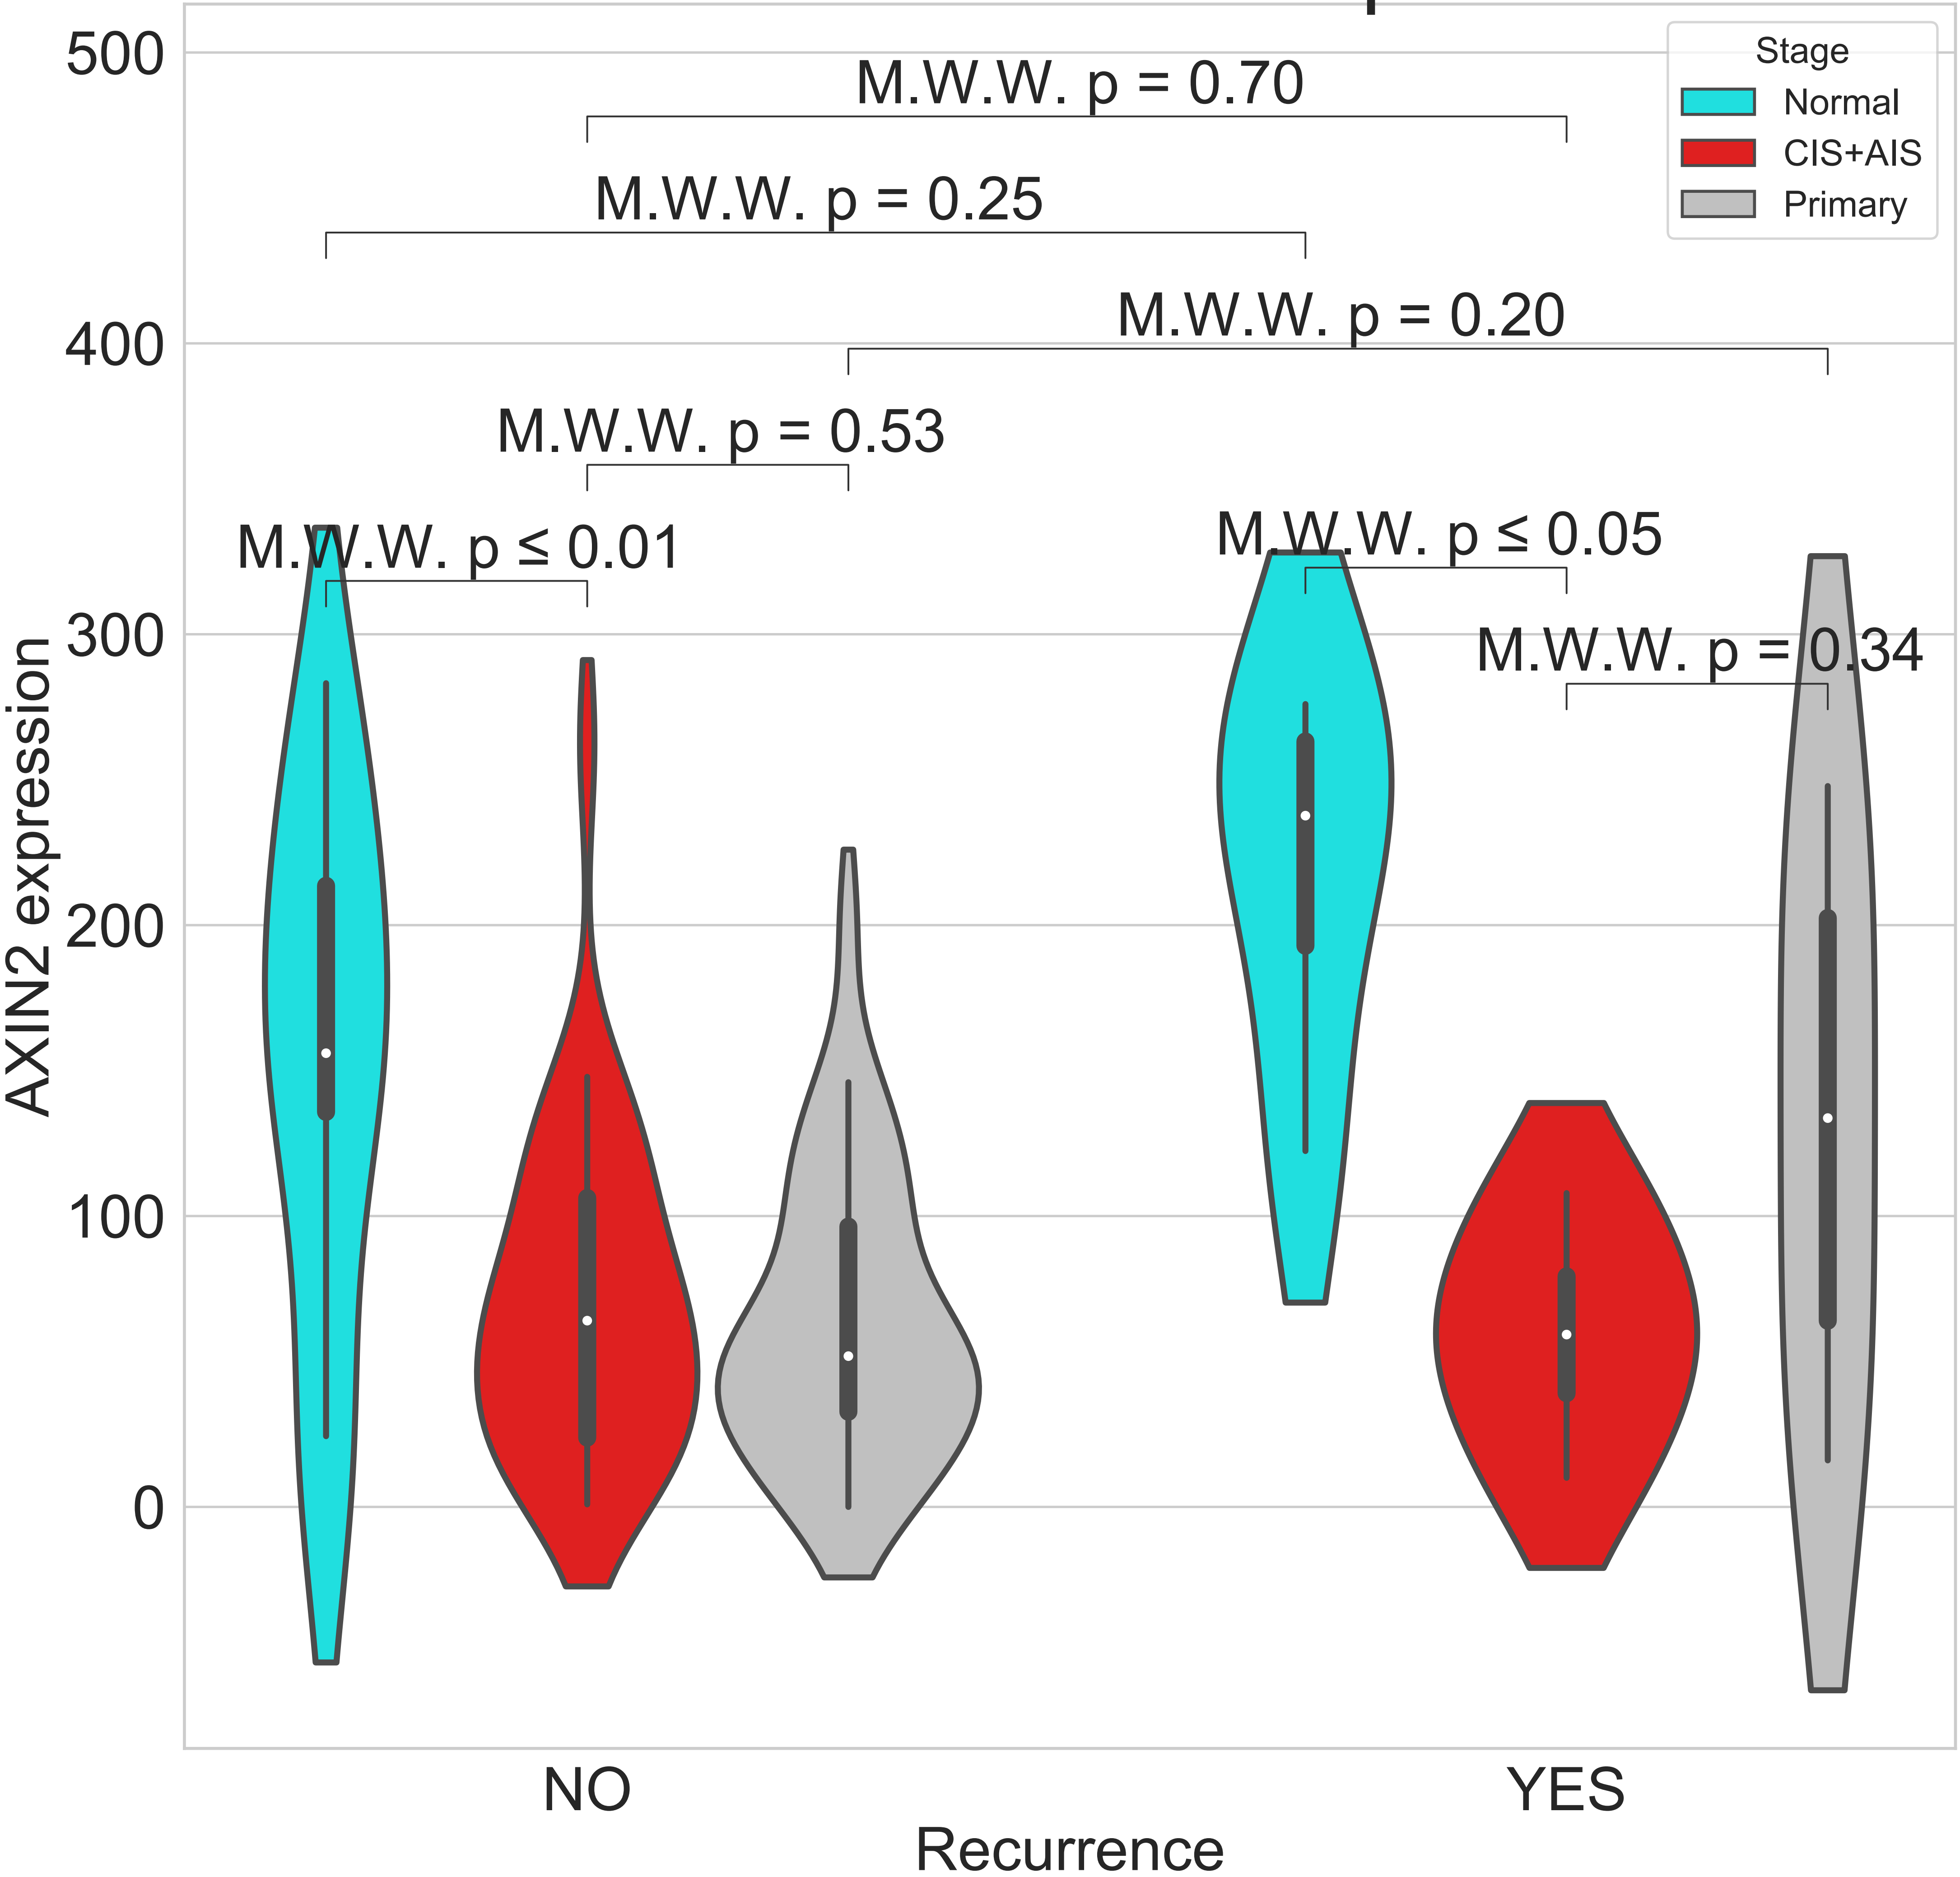 500
400
300
200
100
0
AXIN2 expression
M.W.W. p = 0.70
M.W.W. p = 0.25
M.W.W. p = 0.20
M.W.W. p = 0.53
M.W.W. p ≤ 0.01
M.W.W. p ≤ 0.05
M.W.W. p = 0.34
Stage
Normal
CIS+AIS
Primary
NO
YES
Recurrence